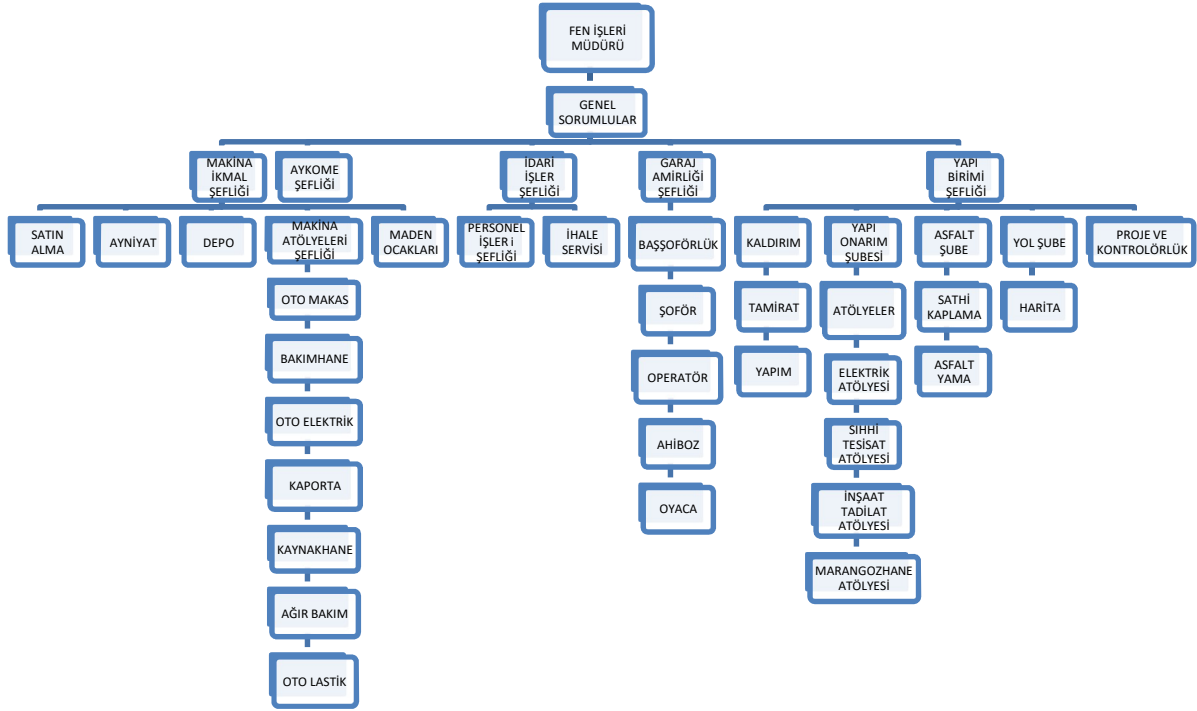 FEN İŞLERİ
MÜDÜRÜ
GENEL
SORUMLULAR
MAKİNA
İKMAL
ŞEFLİĞİ
AYKOME
ŞEFLİĞİ
İDARİ
İŞLER
ŞEFLİĞİ
GARAJ
AMİRLİĞİ
ŞEFLİĞİ
YAPI
BİRİMİ
ŞEFLİĞİ
SATIN
ALMA
AYNİYAT
DEPO
MAKİNA
ATÖLYELERİ
ŞEFLİĞİ
MADEN
OCAKLARI
PERSONEL
İŞLER i
ŞEFLİĞİ
İHALE
SERVİSİ
BAŞŞOFÖRLÜK
KALDIRIM
YAPI
ONARIM
ŞUBESİ
ASFALT
ŞUBE
YOL ŞUBE
PROJE VE
KONTROLÖRLÜK
OTO MAKAS
BAKIMHANE
OTO ELEKTRİK
KAPORTA
KAYNAKHANE
AĞIR BAKIM
OTO LASTİK
ŞOFÖR
OPERATÖR
AHİBOZ
OYACA
TAMİRAT
YAPIM
ATÖLYELER
ELEKTRİK
ATÖLYESİ
SIHHİ
TESİSAT
ATÖLYESİ
İNŞAAT
TADİLAT
ATÖLYESİ
MARANGOZHANE
ATÖLYESİ
SATHİ
KAPLAMA
ASFALT
YAMA
HARİTA